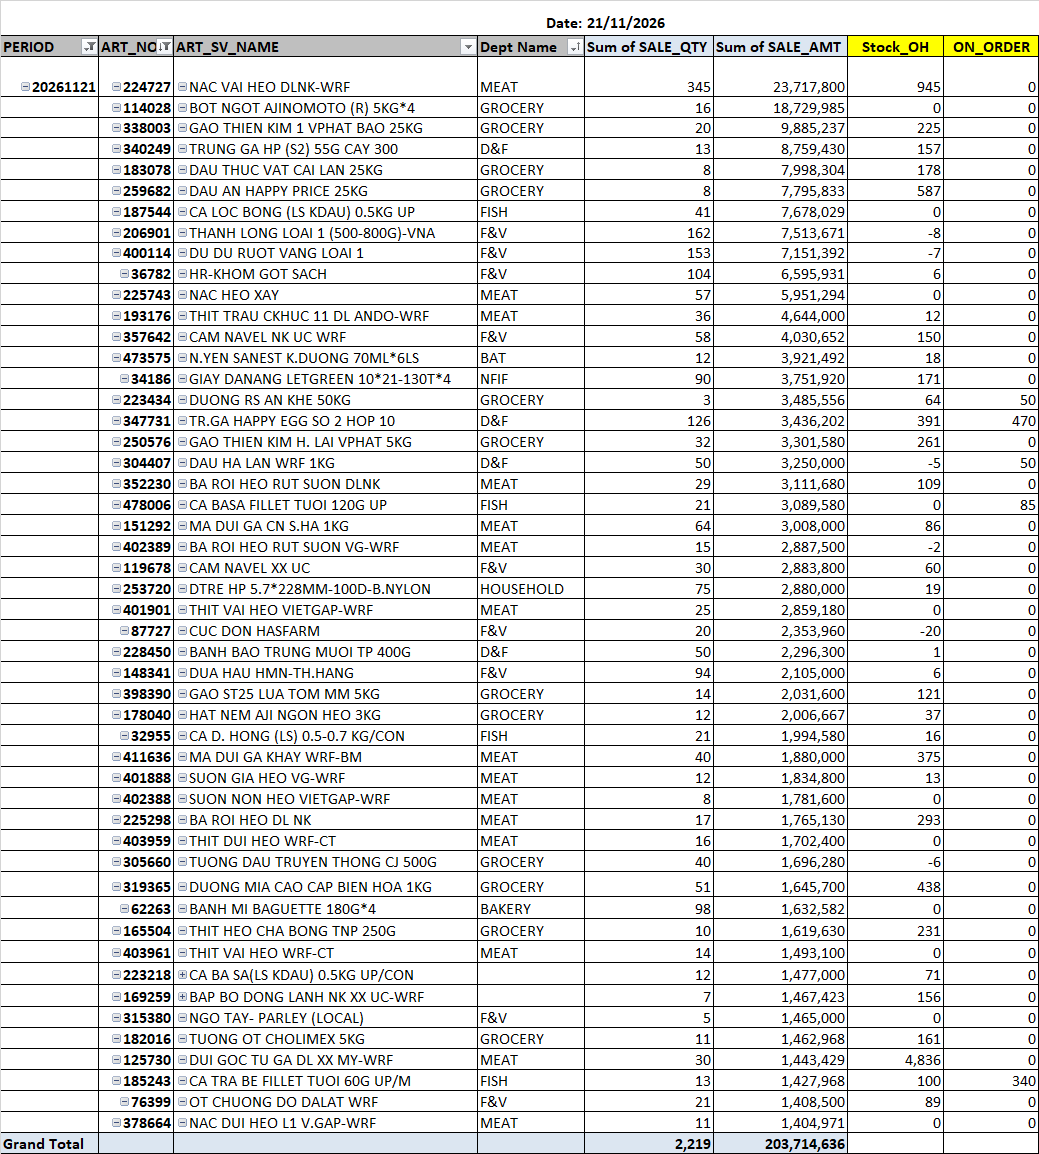 Date: 21/11/2026
PERIOD ART_NO ART_SV_NAME Dept Name Sum of SALE_QTY Sum of SALE_AMT Stock_OH ON_ORDER
20261121 224727 NAC VAI HEO DLNK-WRF MEAT 345 23,717,800 945 0
114028 BOT NGOT AJINOMOTO (R) 5KG*4 GROCERY 16 18,729,985 0 0
338003 GAO THIEN KIM 1 VPHAT BAO 25KG GROCERY 20 9,885,237 225 0
340249 TRUNG GA HP (S2) 55G CAY 300 D&F 13 8,759,430 157 0
183078 DAU THUC VAT CAI LAN 25KG GROCERY 8 7,998,304 178 0
259682 DAU AN HAPPY PRICE 25KG GROCERY 8 7,795,833 587 0
187544 CA LOC BONG (LS KDAU) 0.5KG UP FISH 41 7,678,029 0 0
206901 THANH LONG LOAI 1 (500-800G)-VNA F&V 162 7,513,671 -8 0
400114 DU DU RUOT VANG LOAI 1 F&V 153 7,151,392 -7 0
36782 HR-KHOM GOT SACH F&V 104 6,595,931 6 0
225743 NAC HEO XAY MEAT 57 5,951,294 0 0
193176 THIT TRAU CKHUC 11 DL ANDO-WRF MEAT 36 4,644,000 12 0
357642 CAM NAVEL NK UC WRF F&V 58 4,030,652 150 0
473575 N.YEN SANEST K.DUONG 70ML*6LS BAT 12 3,921,492 18 0
34186 GIAY DANANG LETGREEN 10*21-130T*4 NFIF 90 3,751,920 171 0
223434 DUONG RS AN KHE 50KG GROCERY 3 3,485,556 64 50
347731 TR.GA HAPPY EGG SO 2 HOP 10 D&F 126 3,436,202 391 470
250576 GAO THIEN KIM H. LAI VPHAT 5KG GROCERY 32 3,301,580 261 0
304407 DAU HA LAN WRF 1KG D&F 50 3,250,000 -5 50
352230 BA ROI HEO RUT SUON DLNK MEAT 29 3,111,680 109 0
478006 CA BASA FILLET TUOI 120G UP FISH 21 3,089,580 0 85
151292 MA DUI GA CN S.HA 1KG MEAT 64 3,008,000 86 0
402389 BA ROI HEO RUT SUON VG-WRF MEAT 15 2,887,500 -2 0
119678 CAM NAVEL XX UC F&V 30 2,883,800 60 0
253720 DTRE HP 5.7*228MM-100D-B.NYLON HOUSEHOLD 75 2,880,000 19 0
401901 THIT VAI HEO VIETGAP-WRF MEAT 25 2,859,180 0 0
87727 CUC DON HASFARM F&V 20 2,353,960 -20 0
228450 BANH BAO TRUNG MUOI TP 400G D&F 50 2,296,300 1 0
148341 DUA HAU HMN-TH.HANG F&V 94 2,105,000 6 0
398390 GAO ST25 LUA TOM MM 5KG GROCERY 14 2,031,600 121 0
178040 HAT NEM AJI NGON HEO 3KG GROCERY 12 2,006,667 37 0
32955 CA D. HONG (LS) 0.5-0.7 KG/CON FISH 21 1,994,580 16 0
411636 MA DUI GA KHAY WRF-BM MEAT 40 1,880,000 375 0
401888 SUON GIA HEO VG-WRF MEAT 12 1,834,800 13 0
402388 SUON NON HEO VIETGAP-WRF MEAT 8 1,781,600 0 0
225298 BA ROI HEO DL NK MEAT 17 1,765,130 293 0
403959 THIT DUI HEO WRF-CT MEAT 16 1,702,400 0 0
305660 TUONG DAU TRUYEN THONG CJ 500G GROCERY 40 1,696,280 -6 0
319365 DUONG MIA CAO CAP BIEN HOA 1KG GROCERY 51 1,645,700 438 0
62263 BANH MI BAGUETTE 180G*4 BAKERY 98 1,632,582 0 0
165504 THIT HEO CHA BONG TNP 250G GROCERY 10 1,619,630 231 0
403961 THIT VAI HEO WRF-CT MEAT 14 1,493,100 0 0
223218 CA BA SA(LS KDAU) 0.5KG UP/CON 12 1,477,000 71 0
169259 BAP BO DONG LANH NK XX UC-WRF 7 1,467,423 156 0
315380 NGO TAY- PARLEY (LOCAL) F&V 5 1,465,000 0 0
182016 TUONG OT CHOLIMEX 5KG GROCERY 11 1,462,968 161 0
125730 DUI GOC TU GA DL XX MY-WRF MEAT 30 1,443,429 4,836 0
185243 CA TRA BE FILLET TUOI 60G UP/M FISH 13 1,427,968 100 340
76399 OT CHUONG DO DALAT WRF F&V 21 1,408,500 89 0
378664 NAC DUI HEO L1 V.GAP-WRF MEAT 11 1,404,971 0 0
Grand Total 2,219 203,714,636